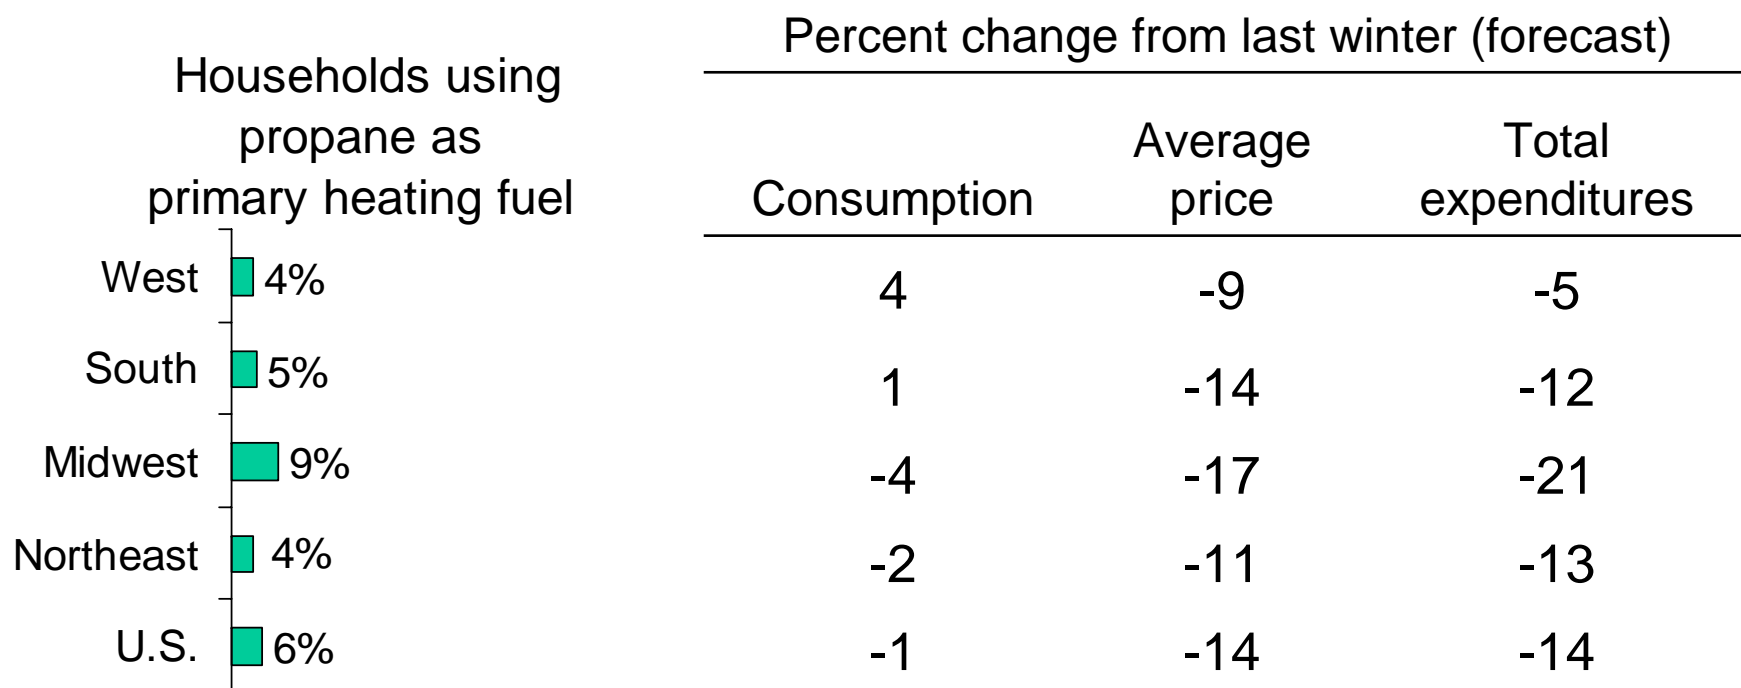 Households using
propane as
primary heating fuel
Percent change from last winter (forecast)
Consumption Average price Total expenditures
West 4% 4 -9 -5
South 5% 1 -14 -12
Midwest 9% -4 -17 -21
Northeast 4% -2 -11 -13
U.S. 6% -1 -14 -14